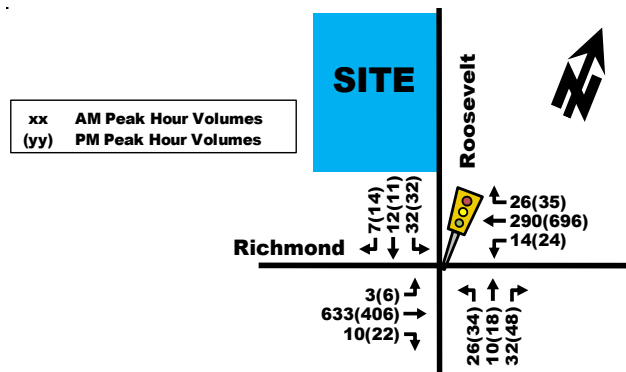 SITE
Roosevelt
xx AM Peak Hour Volumes
(yy) PM Peak Hour Volumes
N
7(14)
12(11)
32(32)
26(35)
290(696)
14(24)
Richmond
3(6)
633(406)
10(22)
26(34)
10(18)
32(48)